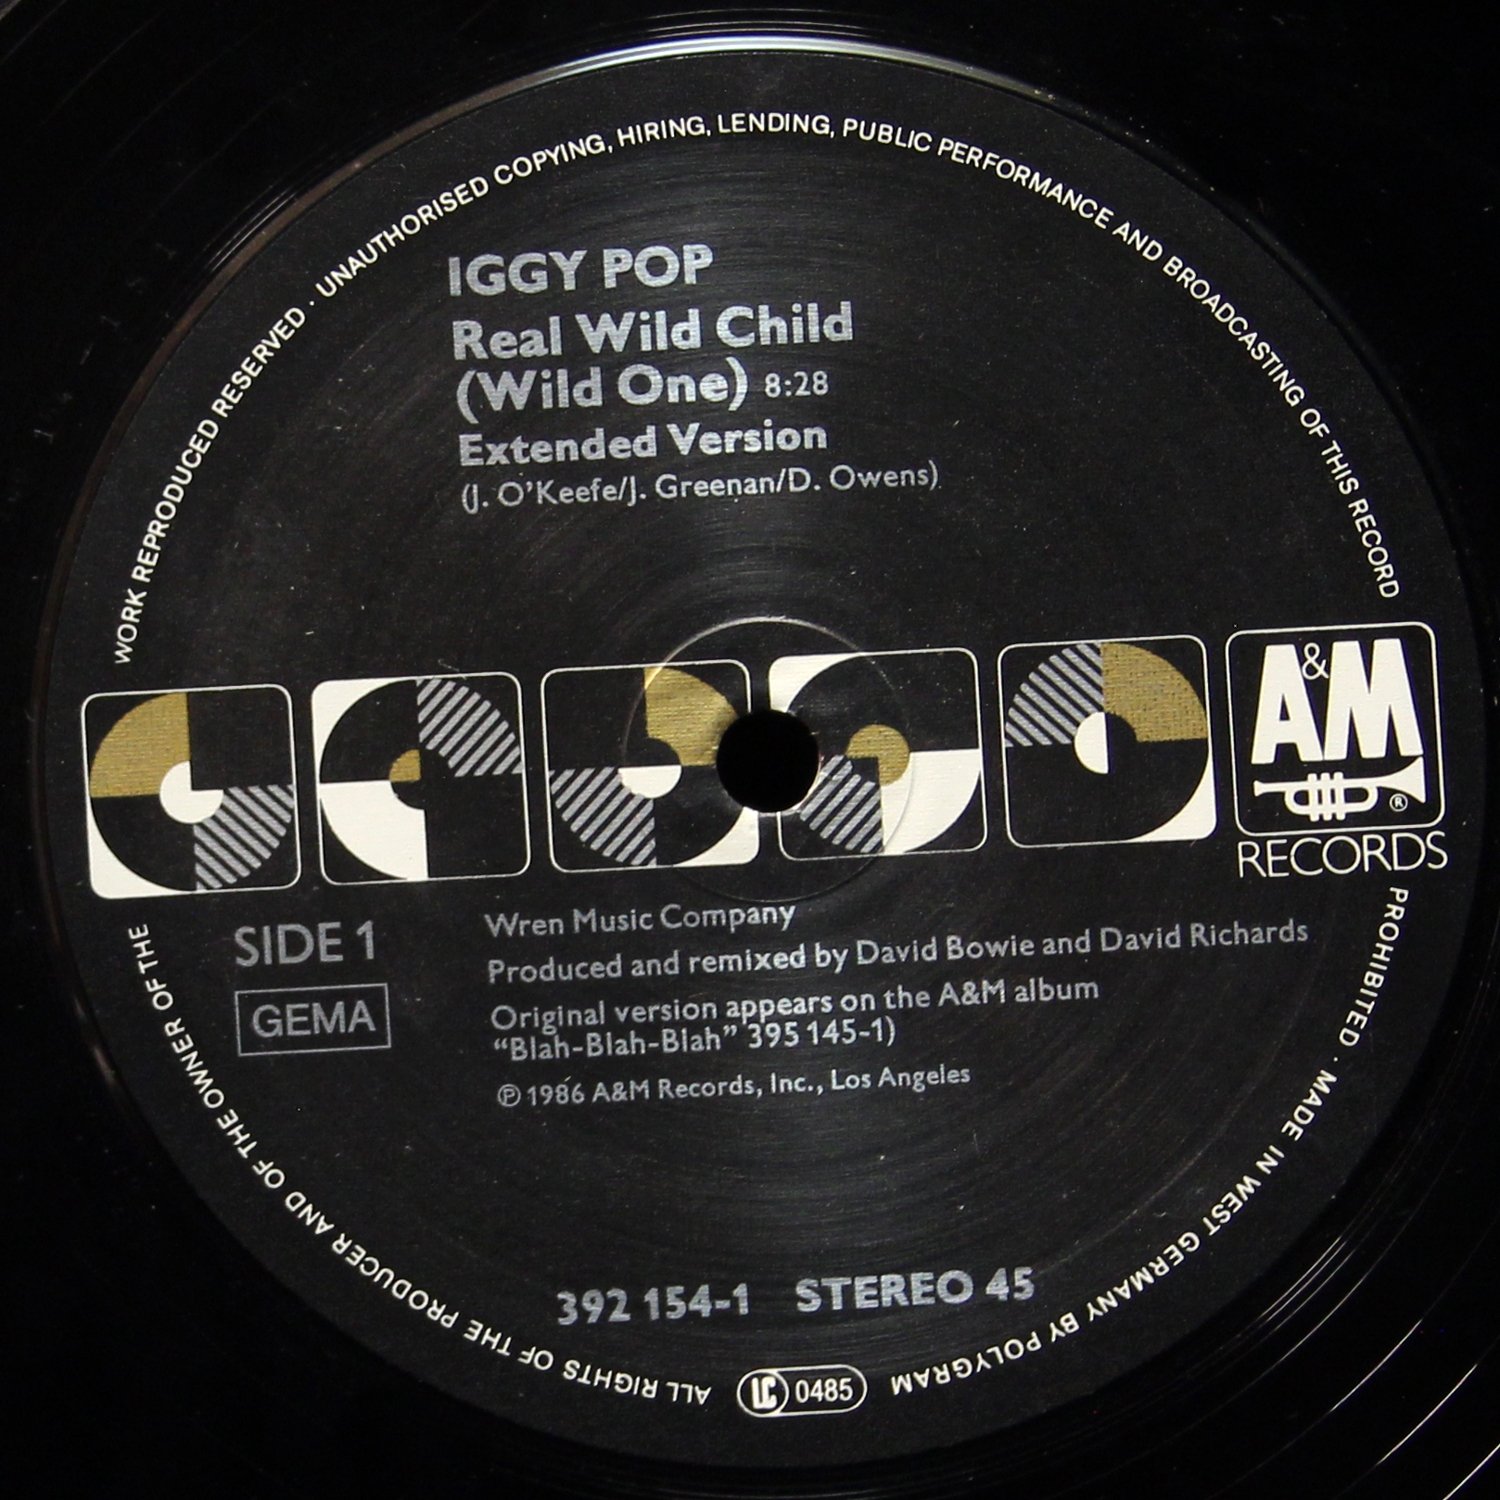 WORK REPRODUCED RESERVED · UNAUTHORISED COPYING, HIRING, LENDING, PUBLIC PERFORMANCE AND BROADCASTING OF THIS RECORD
IGGY POP
Real Wild Child
(Wild One) 8:28
Extended Version
(J. O'Keefe/J. Greenan/D. Owens)
A&M
®
RECORDS
SIDE 1
GEMA
Wren Music Company
Produced and remixed by David Bowie and David Richards
Original version appears on the A&M album
“Blah-Blah-Blah” 395 145-1)
℗ 1986 A&M Records, Inc., Los Angeles
392 154-1 STEREO 45
PROHIBITED · MADE IN WEST GERMANY BY POLYGRAM
LC 0485
ALL RIGHTS OF THE PRODUCER AND OF THE OWNER OF THE